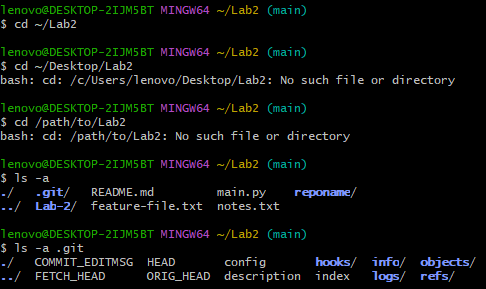 lenovo@DESKTOP-2IJM5BT MINGW64 ~/Lab2 (main)
$ cd ~/Lab2
lenovo@DESKTOP-2IJM5BT MINGW64 ~/Lab2 (main)
$ cd ~/Desktop/Lab2
bash: cd: /c/Users/lenovo/Desktop/Lab2: No such file or directory
lenovo@DESKTOP-2IJM5BT MINGW64 ~/Lab2 (main)
$ cd /path/to/Lab2
bash: cd: /path/to/Lab2: No such file or directory
lenovo@DESKTOP-2IJM5BT MINGW64 ~/Lab2 (main)
$ ls -a
./ .git/ README.md main.py reponame/
../ Lab-2/ feature-file.txt notes.txt
lenovo@DESKTOP-2IJM5BT MINGW64 ~/Lab2 (main)
$ ls -a .git
./ COMMIT_EDITMSG HEAD config hooks/ info/ objects/
../ FETCH_HEAD ORIG_HEAD description index logs/ refs/